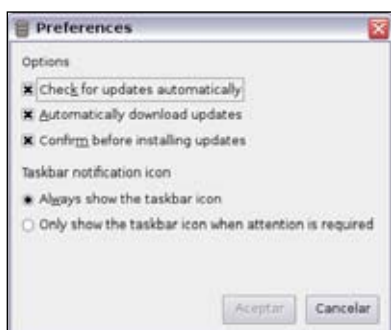 Preferences
Options
Check for updates automatically
Automatically download updates
Confirm before installing updates
Taskbar notification icon
Always show the taskbar icon
Only show the taskbar icon when attention is required
Aceptar Cancelar